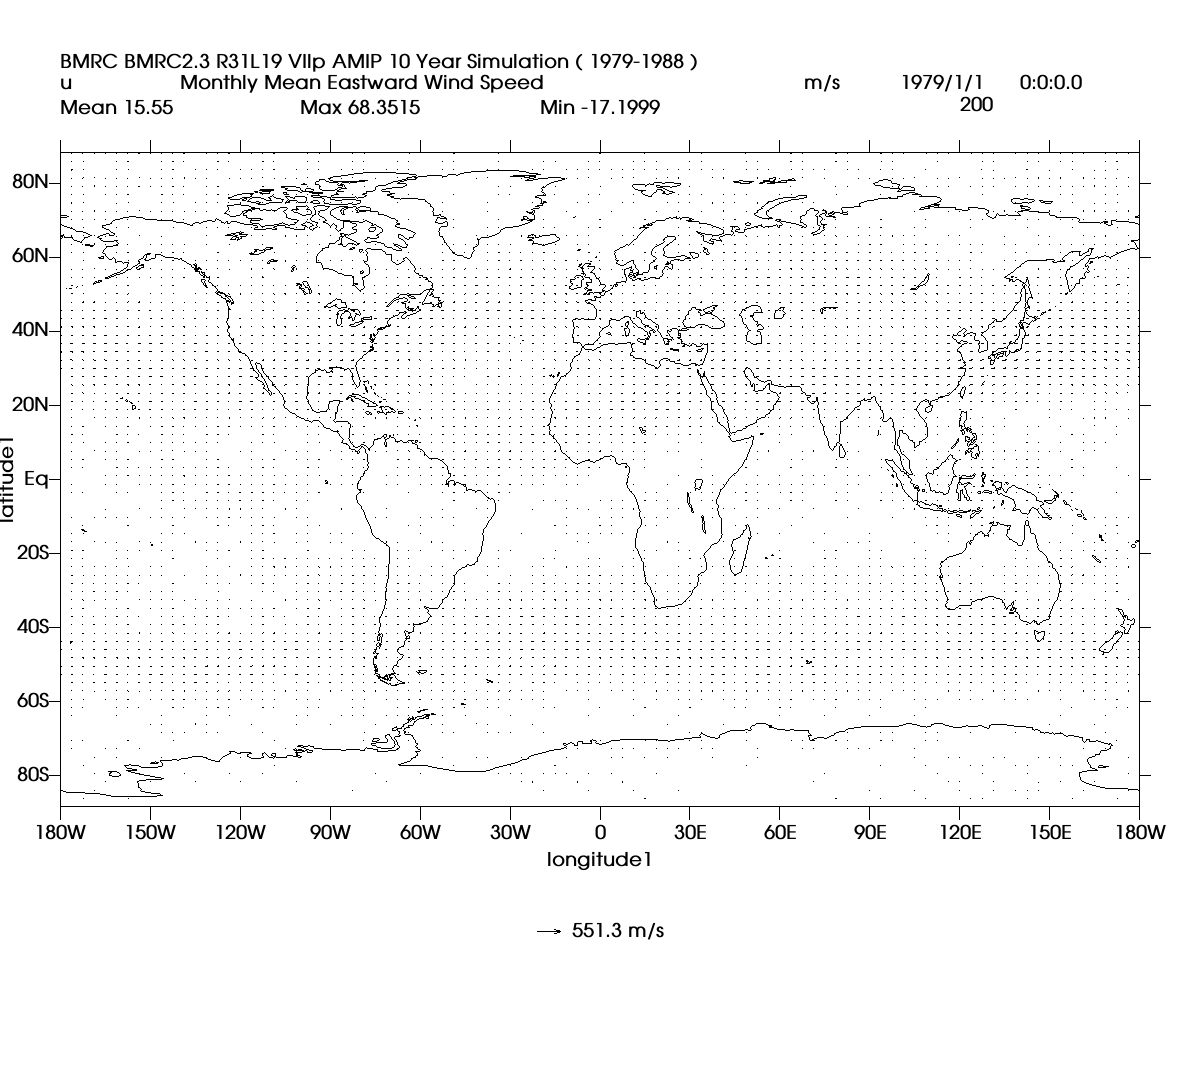 BMRC BMRC2.3 R31L19 VIIp AMIP 10 Year Simulation ( 1979-1988 )
u Monthly Mean Eastward Wind Speed m/s 1979/1/1 0:0:0.0
Mean 15.55 Max 68.3515 Min -17.1999 200
80N
60N
40N
20N
Eq
20S
40S
60S
80S
latitude1
180W 150W 120W 90W 60W 30W 0 30E 60E 90E 120E 150E 180W
longitude1
551.3 m/s